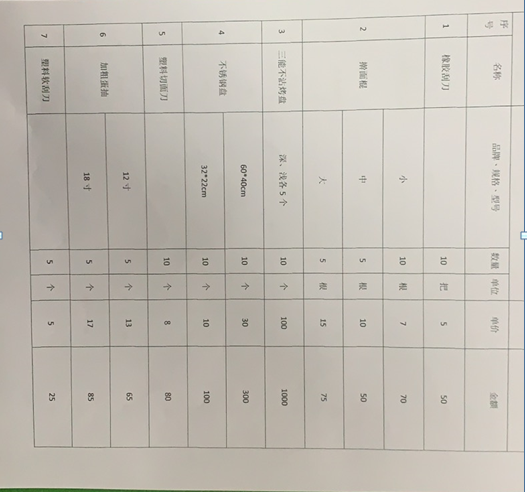 序号 名称 品牌、规格、型号 数量 单位 单价 金额
1 橡胶刮刀 10 把 5 50
2 擀面棍 小 10 根 7 70
中 5 根 10 50
大 5 根 15 75
3 三能不沾烤盘 深、浅各5个 10 个 100 1000
4 不锈钢盘 60*40cm 10 个 30 300
32*22cm 10 个 10 100
5 塑料切面刀 10 个 8 80
6 加粗蛋抽 12寸 5 个 13 65
18寸 5 个 17 85
7 塑料软刮刀 5 个 5 25